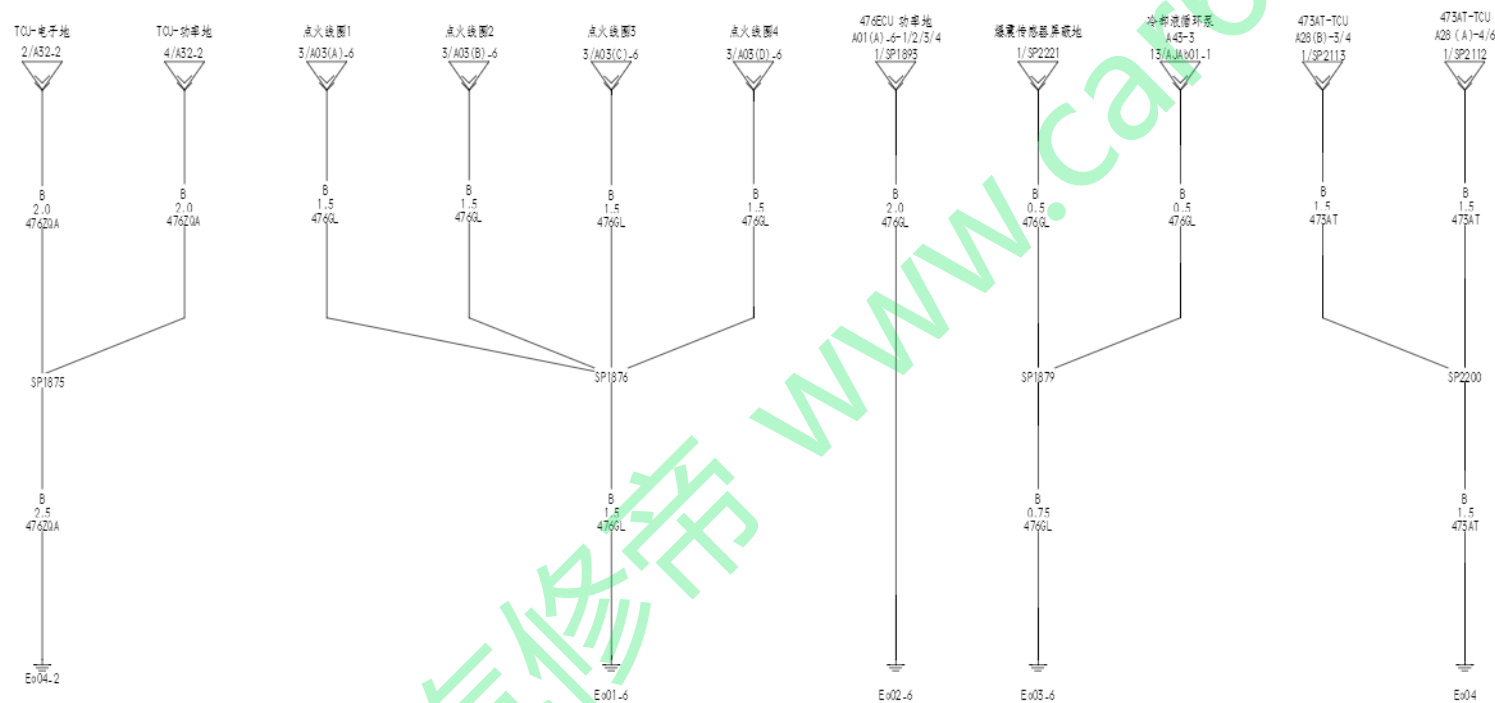 TCU-电子地
2/A32-2
TCU-功率地
4/A32-2
点火线圈1
3/A03(A)-6
点火线圈2
3/A03(B)-6
点火线圈3
3/A03(C)-6
点火线圈4
3/A03(D)-6
476ECU 功率地
A01(A)-6-1/2/3/4
1/SP1893
爆震传感器屏蔽地
1/SP2221
冷却液循环泵
A43-3
13/AJAb01-1
473AT-TCU
A28(B)-3/4
1/SP2113
473AT-TCU
A28 (A)-4/6
1/SP2112
B
2.0
476ZQA
B
2.0
476ZQA
B
1.5
476GL
B
1.5
476GL
B
1.5
476GL
B
1.5
476GL
B
2.0
476GL
B
0.5
476GL
B
0.5
476GL
B
1.5
473AT
B
1.5
473AT
SP1875
SP1876
SP1879
SP2200
B
2.5
476ZQA
B
1.5
476GL
B
0.75
476GL
B
1.5
473AT
Eb04-2
Eb01-6
Eb02-6
Eb03-6
Eb04
修帝 www.car